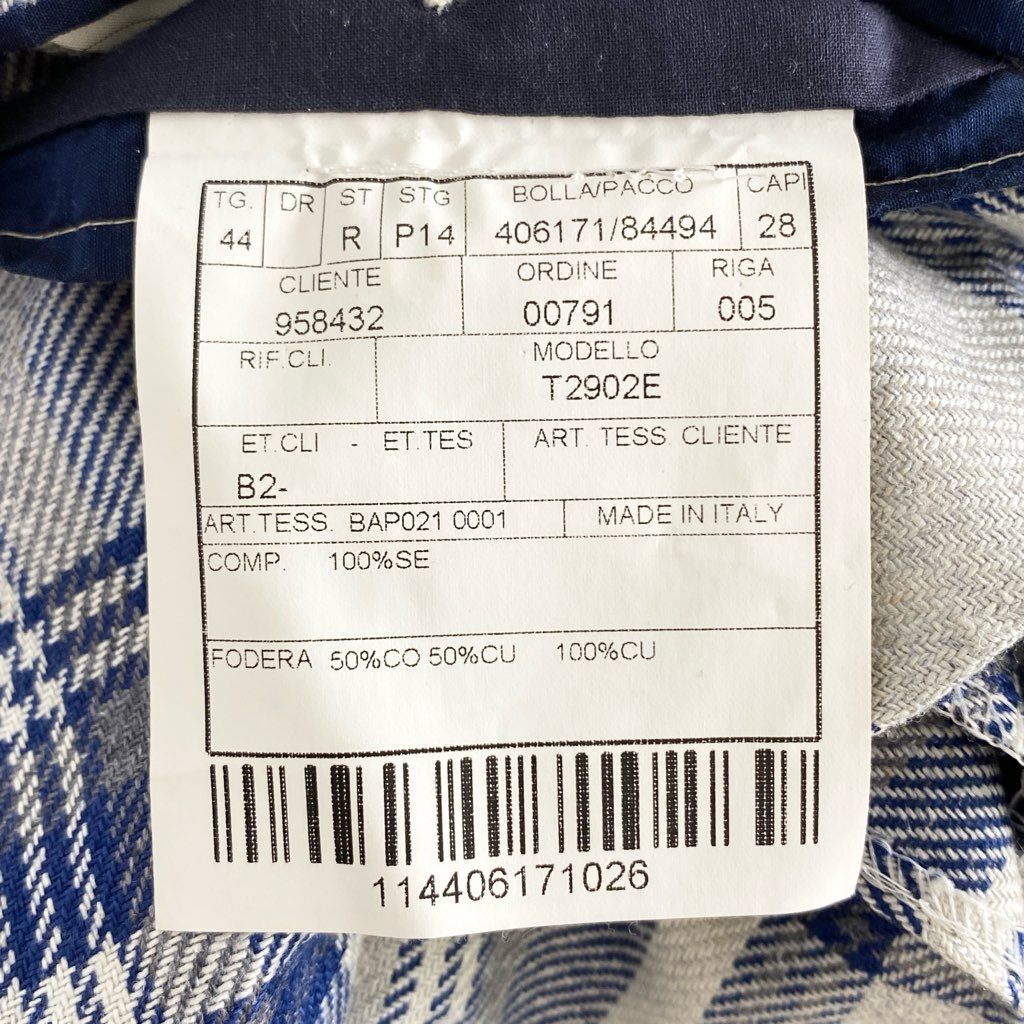 TG. DR ST STG BOLLA/PACCO CAPI
44 R P14 406171/84494 28
CLIENTE ORDINE RIGA
958432 00791 005
RIF.CLI. MODELLO
T2902E
ET.CLI - ET.TES ART. TESS. CLIENTE
B2-
ART.TESS. BAP021 0001 MADE IN ITALY
COMP. 100%SE
FODERA 50%CO 50%CU 100%CU
114406171026